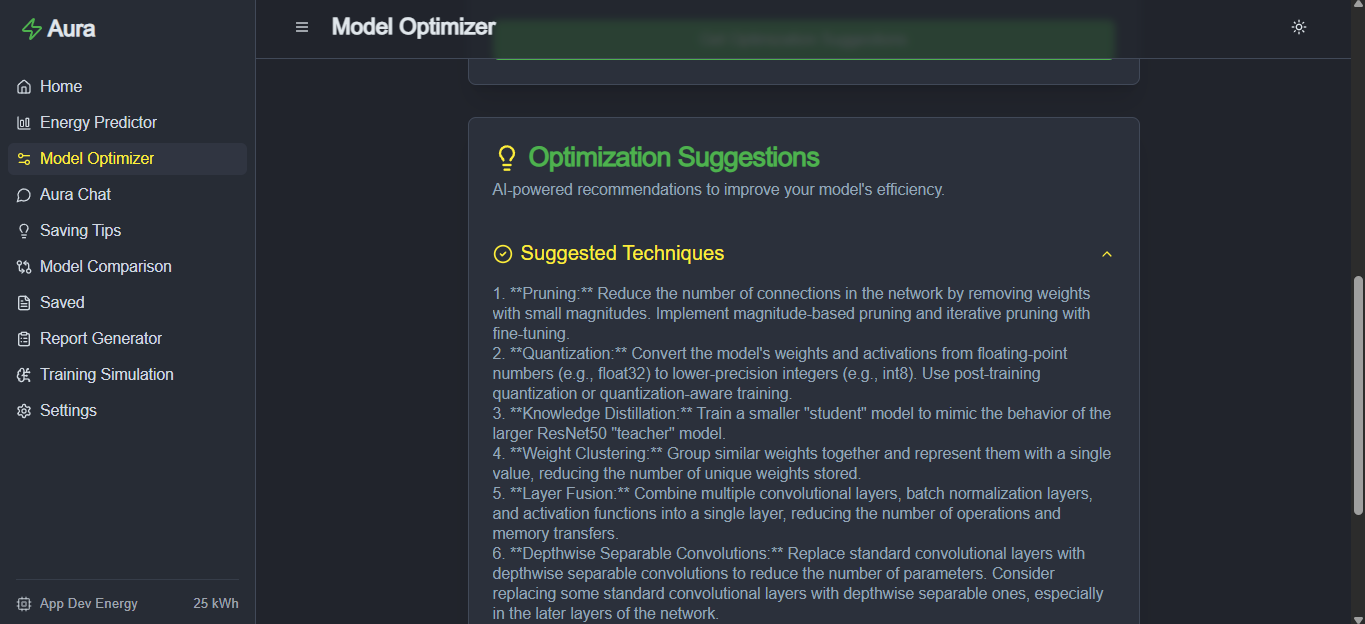 Aura
Model Optimizer
Home
Energy Predictor
Model Optimizer
Aura Chat
Saving Tips
Model Comparison
Saved
Report Generator
Training Simulation
Settings
App Dev Energy 25 kWh
Optimization Suggestions
AI-powered recommendations to improve your model's efficiency.
Suggested Techniques
1. **Pruning:** Reduce the number of connections in the network by removing weights
with small magnitudes. Implement magnitude-based pruning and iterative pruning with
fine-tuning.
2. **Quantization:** Convert the model's weights and activations from floating-point
numbers (e.g., float32) to lower-precision integers (e.g., int8). Use post-training
quantization or quantization-aware training.
3. **Knowledge Distillation:** Train a smaller "student" model to mimic the behavior of the
larger ResNet50 "teacher" model.
4. **Weight Clustering:** Group similar weights together and represent them with a single
value, reducing the number of unique weights stored.
5. **Layer Fusion:** Combine multiple convolutional layers, batch normalization layers,
and activation functions into a single layer, reducing the number of operations and
memory transfers.
6. **Depthwise Separable Convolutions:** Replace standard convolutional layers with
depthwise separable convolutions to reduce the number of parameters. Consider
replacing some standard convolutional layers with depthwise separable ones, especially
in the later layers of the network.